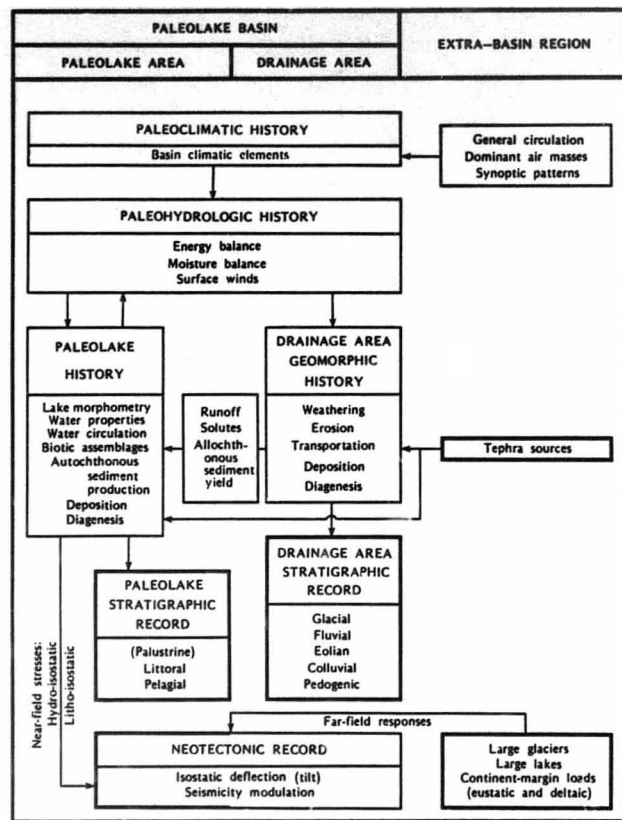 PALEOLAKE BASIN
EXTRA-BASIN REGION
PALEOLAKE AREA
DRAINAGE AREA
PALEOCLIMATIC HISTORY
Basin climatic elements
General circulation
Dominant air masses
Synoptic patterns
PALEOHYDROLOGIC HISTORY
Energy balance
Moisture balance
Surface winds
PALEOLAKE
HISTORY
Lake morphometry
Water properties
Water circulation
Biotic assemblages
Autochthonous
sediment
production
Deposition
Diagenesis
Runoff
Solutes
Allochth-
onous
sediment
yield
DRAINAGE AREA
GEOMORPHIC
HISTORY
Weathering
Erosion
Transportation
Deposition
Diagenesis
Tephra sources
PALEOLAKE
STRATIGRAPHIC
RECORD
(Palustrine)
Littoral
Pelagial
DRAINAGE AREA
STRATIGRAPHIC
RECORD
Glacial
Fluvial
Eolian
Colluvial
Pedogenic
Near-field stresses:
Hydro-isostatic
Litho-isostatic
Far-field responses
NEOTECTONIC RECORD
Isostatic deflection (tilt)
Seismicity modulation
Large glaciers
Large lakes
Continent-margin loads
(eustatic and deltaic)